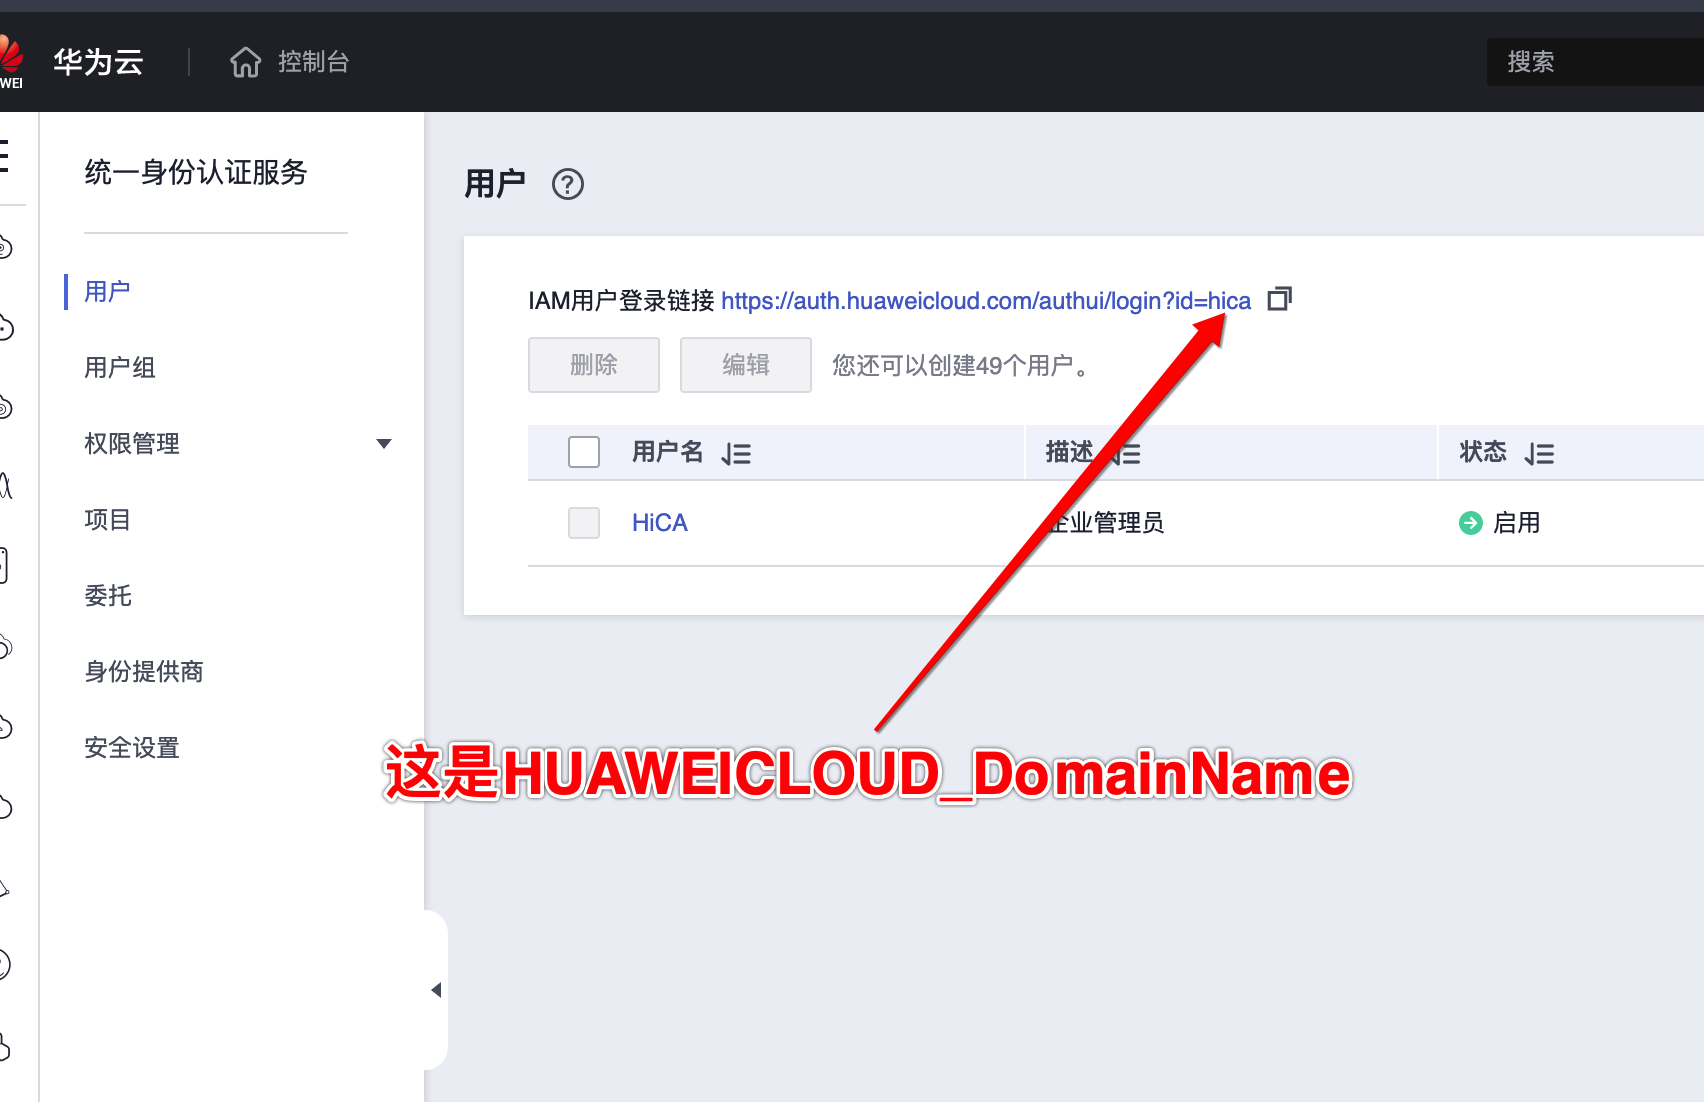 WEI 华为云 控制台 搜索
统一身份认证服务
用户
用户组
权限管理
项目
委托
身份提供商
安全设置
用户
IAM用户登录链接 https://auth.huaweicloud.com/authui/login?id=hica
删除 编辑 您还可以创建49个用户。
用户名 描述 状态
HiCA 企业管理员 启用
这是HUAWEICLOUD_DomainName